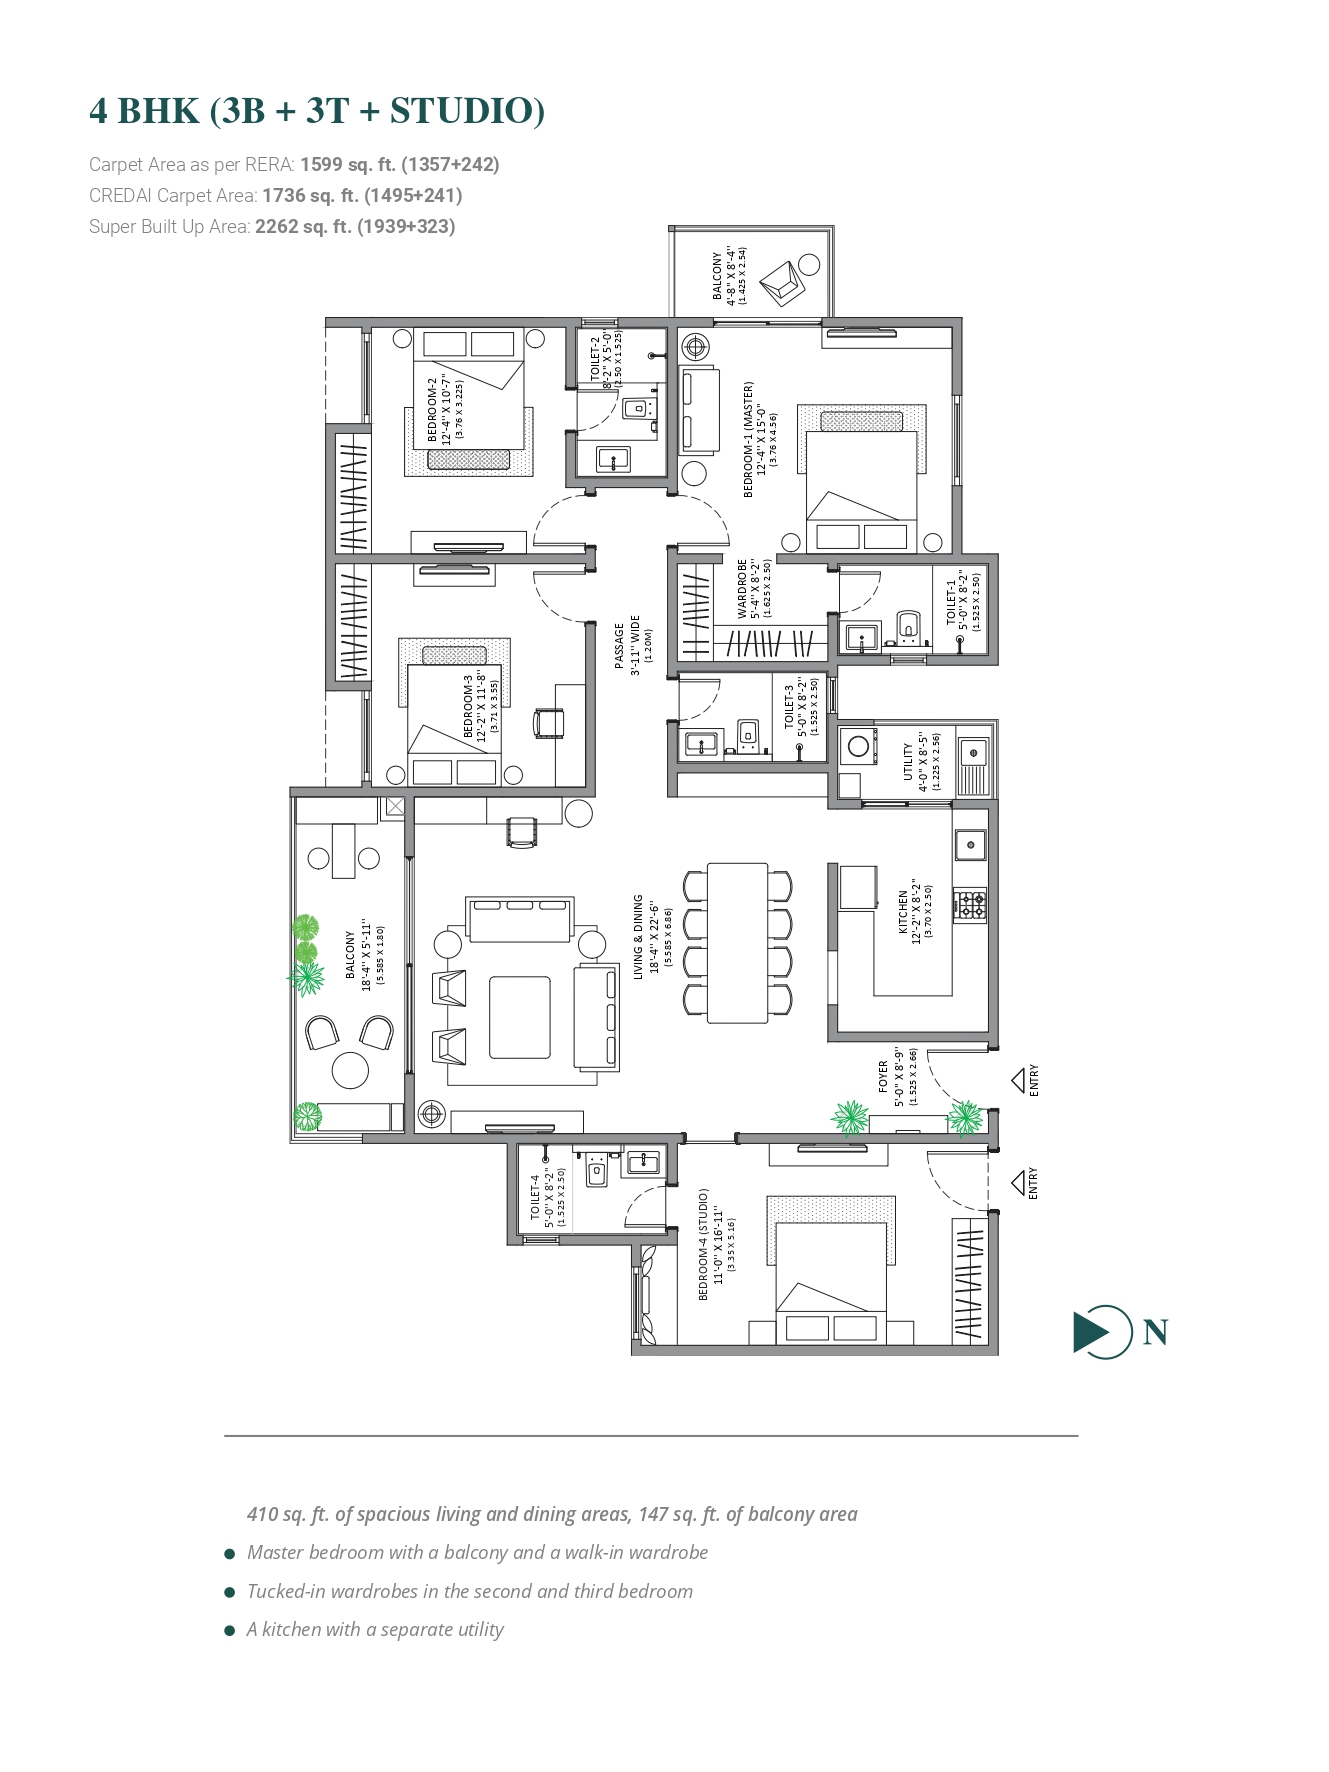 4 BHK (3B + 3T + STUDIO)
Carpet Area as per RERA: 1599 sq. ft. (1357+242)
CREDAI Carpet Area: 1736 sq. ft. (1495+241)
Super Built Up Area: 2262 sq. ft. (1939+323)
BALCONY
4'-8" X 8'-4"
(1.425 X 2.54)
TOILET-2
8'-2" X 5'-0"
(2.50 X 1.525)
BEDROOM-2
12'-4" X 10'-7"
(3.76 X 3.225)
BEDROOM-1 (MASTER)
12'-4" X 15'-0"
(3.76 X 4.56)
WARDROBE
5'-4" X 8'-2"
(1.625 X 2.50)
TOILET-1
5'-0" X 8'-2"
(1.525 X 2.50)
PASSAGE
3'-11" WIDE
(1.20M)
BEDROOM-3
12'-2" X 11'-8"
(3.71 X 3.55)
TOILET-3
5'-0" X 8'-2"
(1.525 X 2.50)
UTILITY
4'-0" X 8'-5"
(1.225 X 2.56)
BALCONY
18'-4" X 5'-11"
(5.585 X 1.80)
LIVING & DINING
18'-4" X 22'-6"
(5.585 X 6.86)
KITCHEN
12'-2" X 8'-2"
(3.70 X 2.50)
FOYER
5'-0" X 8'-9"
(1.525 X 2.66)
ENTRY
TOILET-4
5'-0" X 8'-2"
(1.525 X 2.50)
BEDROOM-4 (STUDIO)
11'-0" X 16'-11"
(3.35 X 5.16)
ENTRY
N
410 sq. ft. of spacious living and dining areas, 147 sq. ft. of balcony area
Master bedroom with a balcony and a walk-in wardrobe
Tucked-in wardrobes in the second and third bedroom
A kitchen with a separate utility